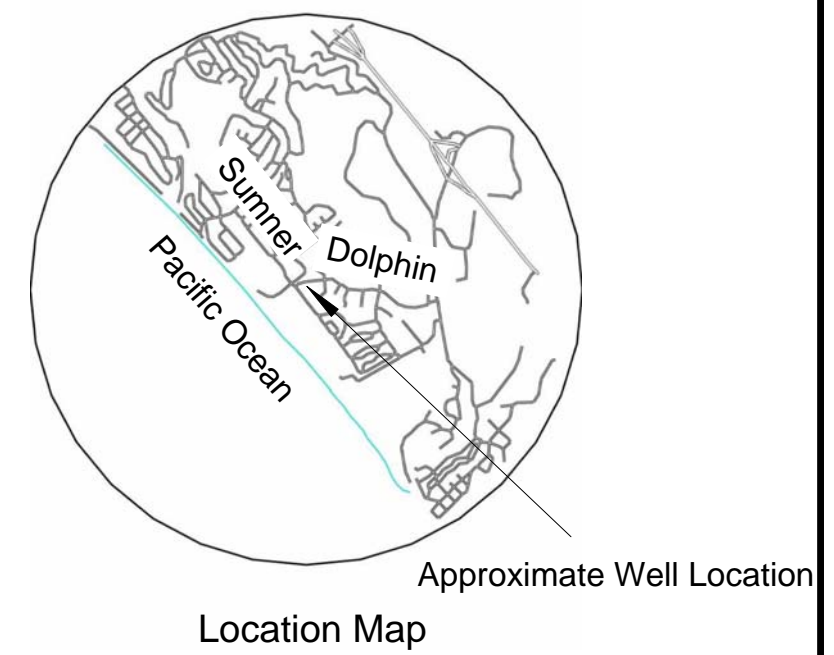 Sumner
Dolphin
Pacific Ocean
Approximate Well Location
Location Map